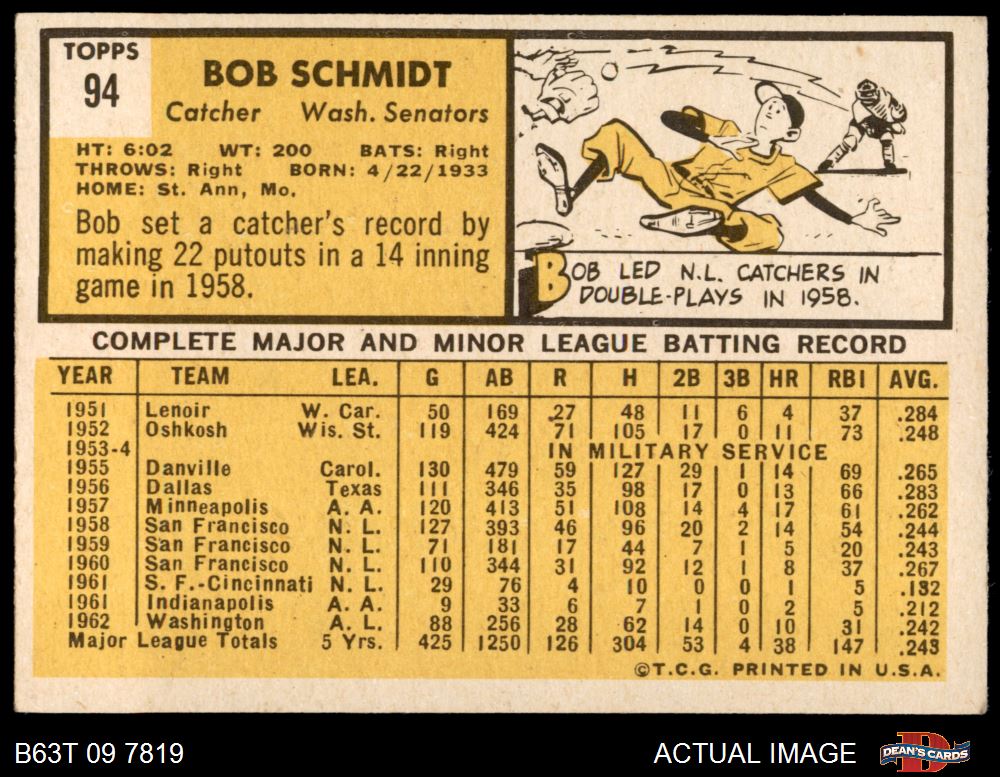 TOPPS
94
BOB SCHMIDT
Catcher Wash. Senators
HT: 6:02 WT: 200 BATS: Right
THROWS: Right BORN: 4/22/1933
HOME: St. Ann, Mo.
Bob set a catcher's record by
making 22 putouts in a 14 inning
game in 1958.
BOB LED N.L. CATCHERS IN
DOUBLE-PLAYS IN 1958.
COMPLETE MAJOR AND MINOR LEAGUE BATTING RECORD
YEAR TEAM LEA. G AB R H 2B 3B HR RBI AVG.
1951 Lenoir W. Car. 50 169 27 48 11 6 4 37 .284
1952 Oshkosh Wis. St. 119 424 71 105 17 0 11 73 .248
1953-4 IN MILITARY SERVICE
1955 Danville Carol. 130 479 59 127 29 1 14 69 .265
1956 Dallas Texas 111 346 35 98 17 0 13 66 .283
1957 Minneapolis A. A. 120 413 51 108 14 4 17 61 .262
1958 San Francisco N. L. 127 393 46 96 20 2 14 54 .244
1959 San Francisco N. L. 71 181 17 44 7 1 5 20 .243
1960 San Francisco N. L. 110 344 31 92 12 1 8 37 .267
1961 S. F.-Cincinnati N. L. 29 76 4 10 0 0 1 5 .132
1961 Indianapolis A. A. 9 33 6 7 1 0 2 5 .212
1962 Washington A. L. 88 256 28 62 14 0 10 31 .242
Major League Totals 5 Yrs. 425 1250 126 304 53 4 38 147 .243
©T.C.G. PRINTED IN U.S.A.
B63T 09 7819 ACTUAL IMAGE DEAN'S CARDS